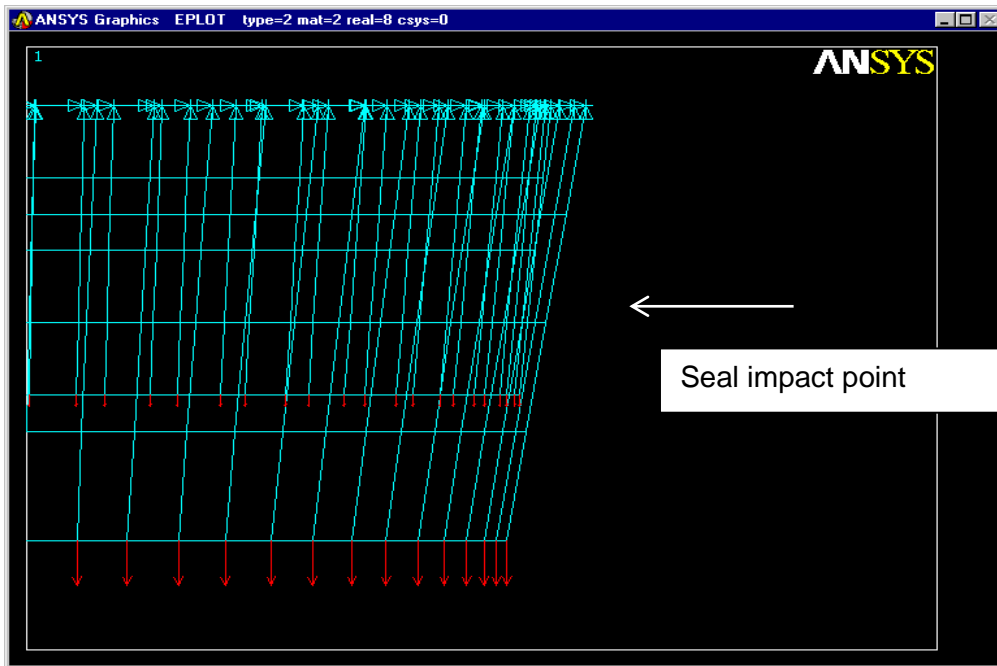 ANSYS Graphics EPLOT type=2 mat=2 real=8 csys=0
1
ANSYS
Seal impact point